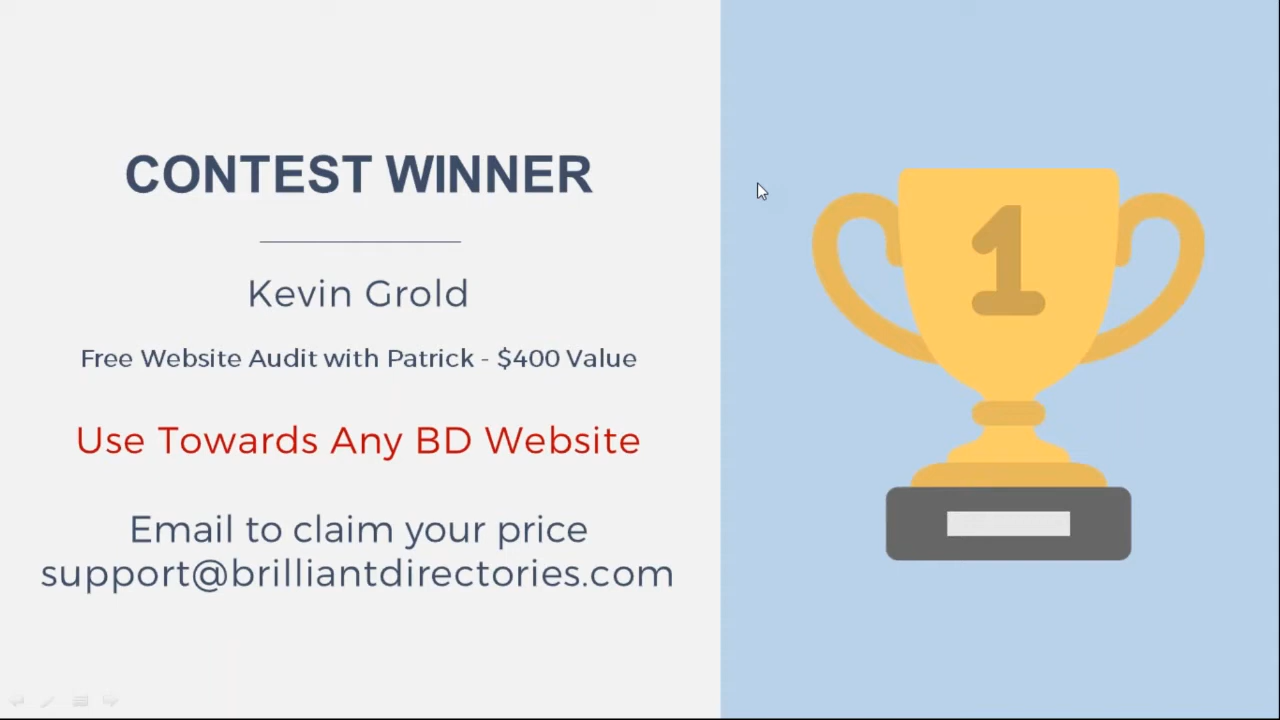 CONTEST WINNER
Kevin Grold
Free Website Audit with Patrick - $400 Value
Use Towards Any BD Website
Email to claim your price
support@brilliantdirectories.com
1